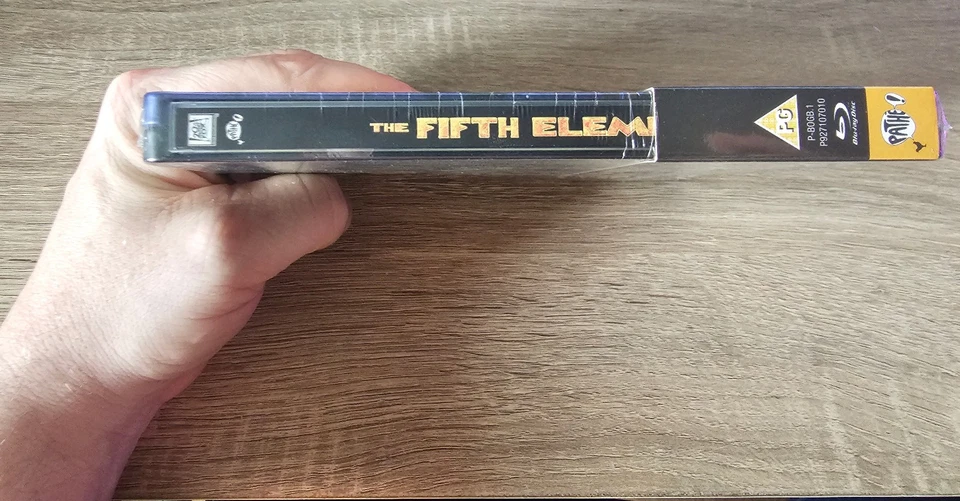 THE FIFTH ELEM
PG
P-BOGB.1
P927107010
Blu-ray Disc
PATHE!